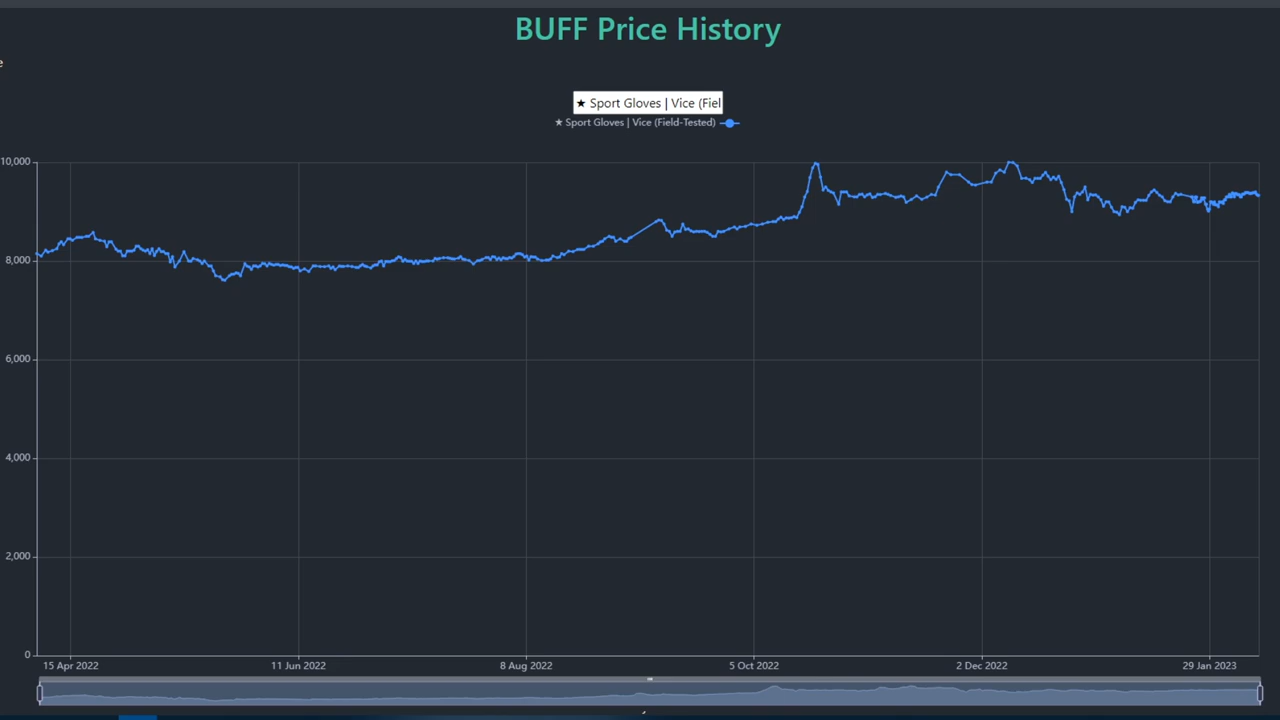 BUFF Price History
e
★ Sport Gloves | Vice (Fiel
★ Sport Gloves | Vice (Field-Tested)
10,000
8,000
6,000
4,000
2,000
0
15 Apr 2022 11 Jun 2022 8 Aug 2022 5 Oct 2022 2 Dec 2022 29 Jan 2023